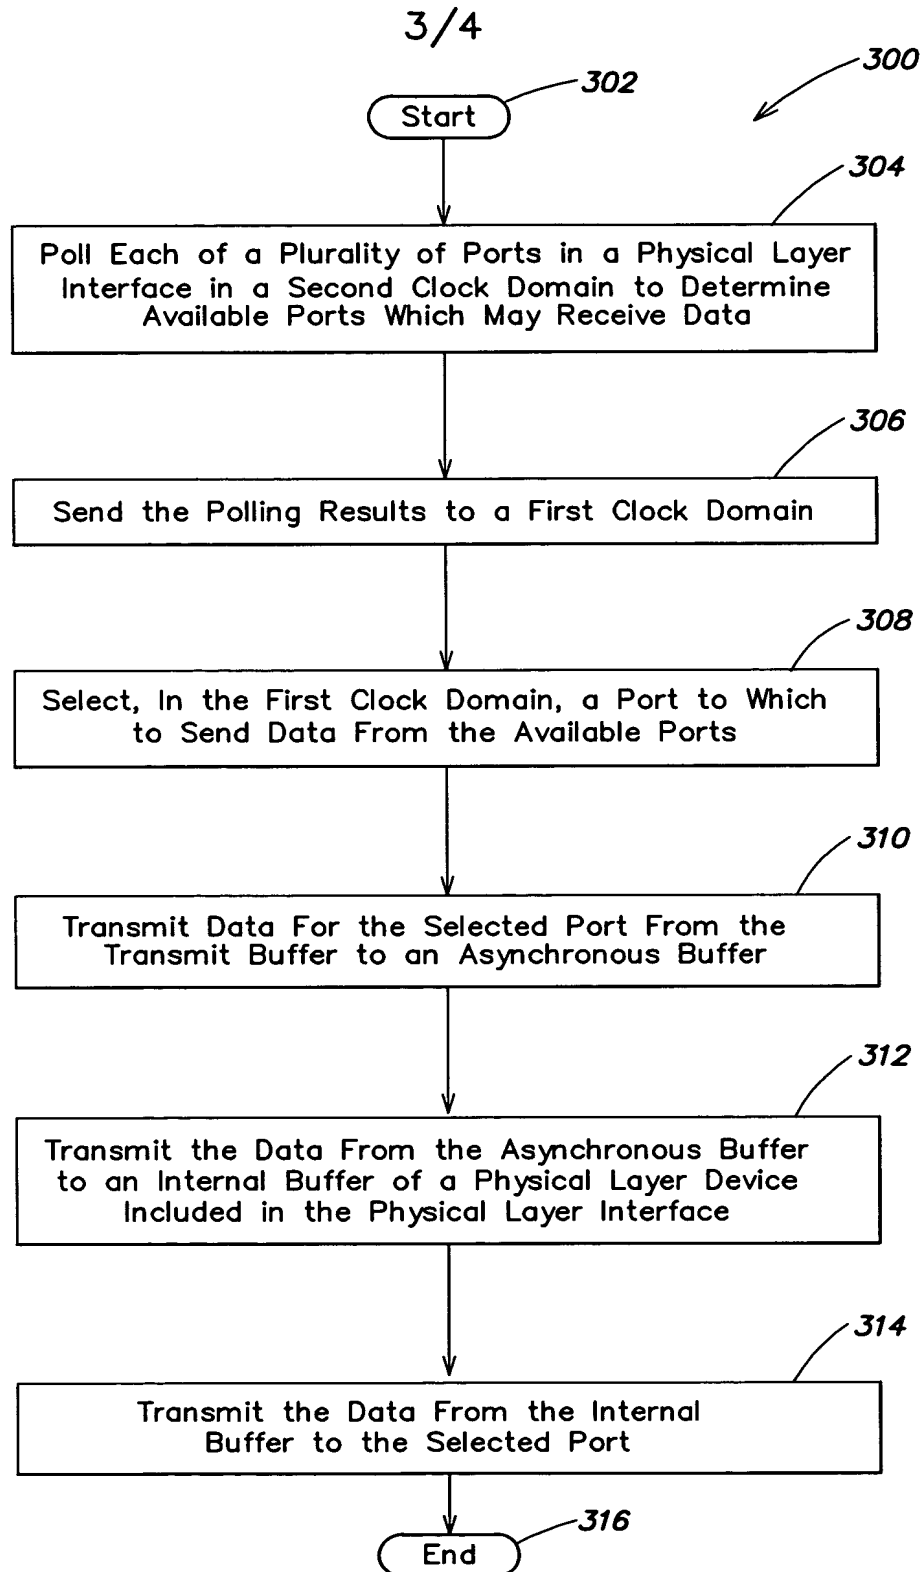 3/4
300
302
Start
304
Poll Each of a Plurality of Ports in a Physical Layer
Interface in a Second Clock Domain to Determine
Available Ports Which May Receive Data
306
Send the Polling Results to a First Clock Domain
308
Select, In the First Clock Domain, a Port to Which
to Send Data From the Available Ports
310
Transmit Data For the Selected Port From the
Transmit Buffer to an Asynchronous Buffer
312
Transmit the Data From the Asynchronous Buffer
to an Internal Buffer of a Physical Layer Device
Included in the Physical Layer Interface
314
Transmit the Data From the Internal
Buffer to the Selected Port
316
End